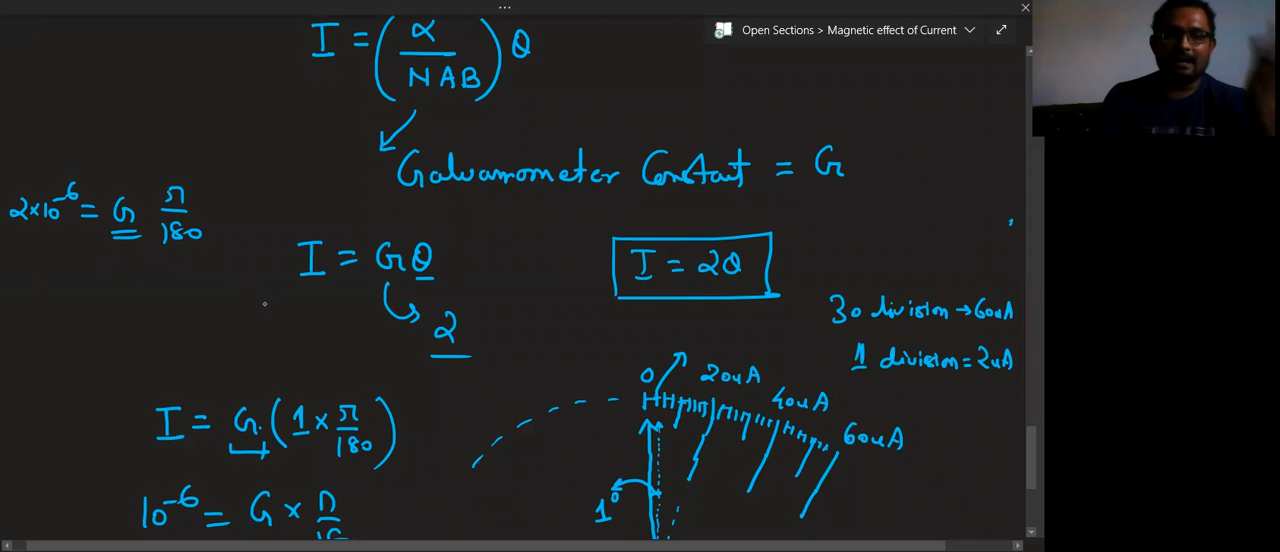 Open Sections > Magnetic effect of Current
I = (α / NAB) θ
Galvanometer Constant = G
2×10⁻⁶ = G π/180
I = Gθ
2
I = 2θ
30 division → 60uA
1 division = 2uA
0 20uA 40uA 60uA
I = G (1 × π/180)
1°
10⁻⁶ = G ×